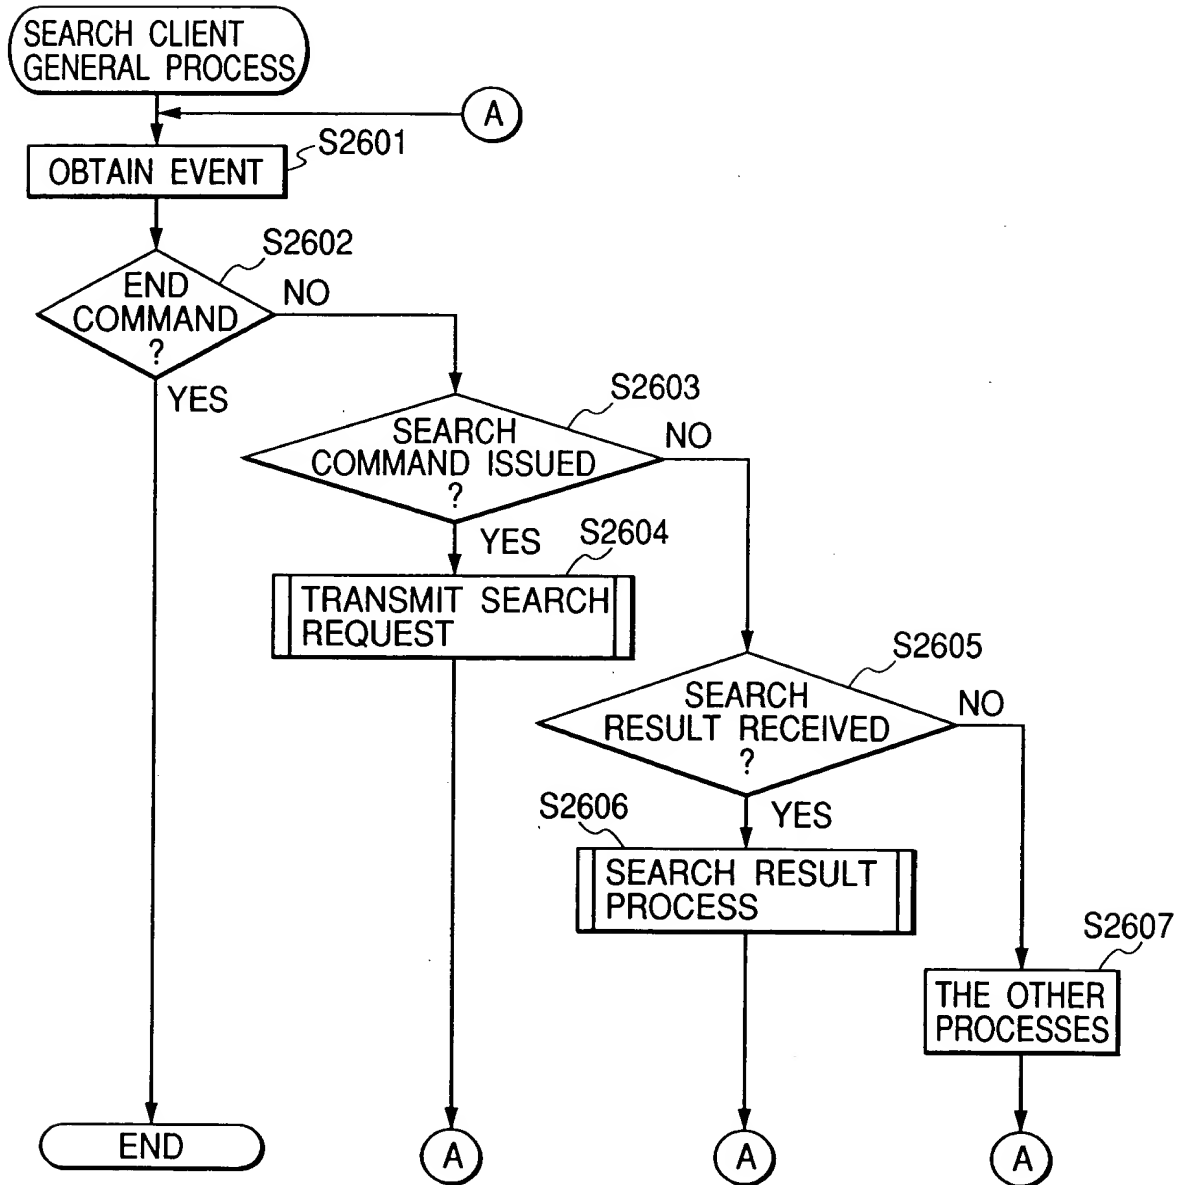 SEARCH CLIENT
GENERAL PROCESS
A
S2601
OBTAIN EVENT
S2602
END
COMMAND
?
NO
YES
S2603
SEARCH
COMMAND ISSUED
?
NO
YES
S2604
TRANSMIT SEARCH
REQUEST
S2605
SEARCH
RESULT RECEIVED
?
NO
YES
S2606
SEARCH RESULT
PROCESS
S2607
THE OTHER
PROCESSES
END
A
A
A